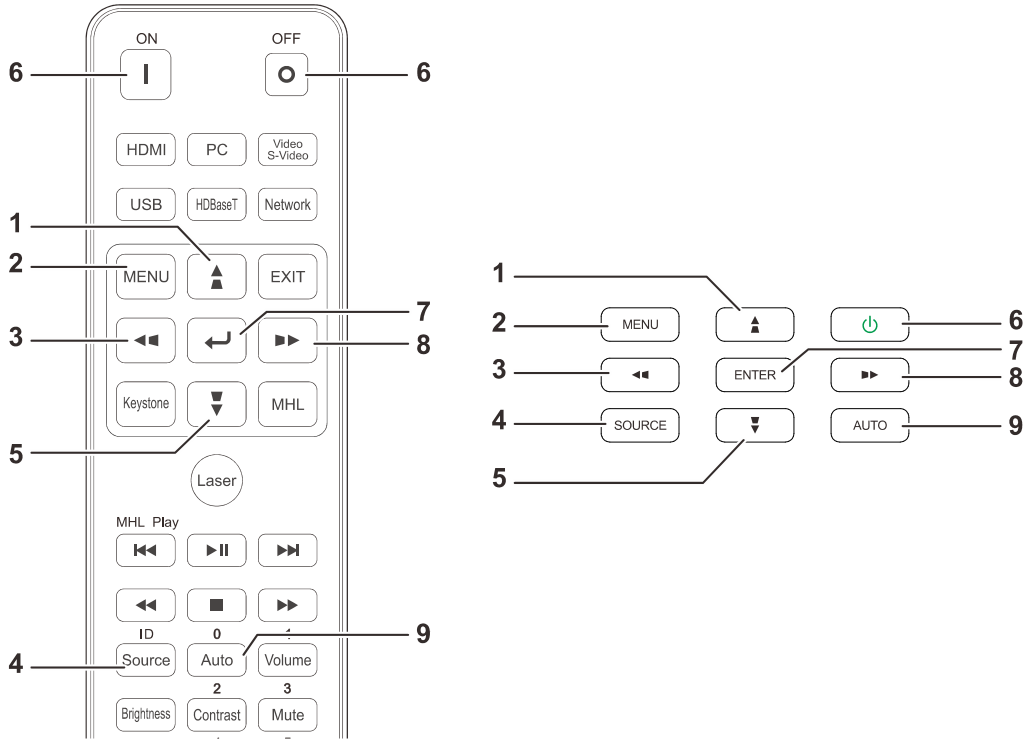 ON OFF
6 6
HDMI PC Video
S-Video
USB HDBaseT Network
1
2 MENU EXIT
7
3
8
Keystone MHL
5
Laser
MHL Play
ID 0
9
4 Source Auto Volume
2 3
Brightness Contrast Mute
1
2 MENU 6
7
3 ENTER 8
4 SOURCE AUTO 9
5